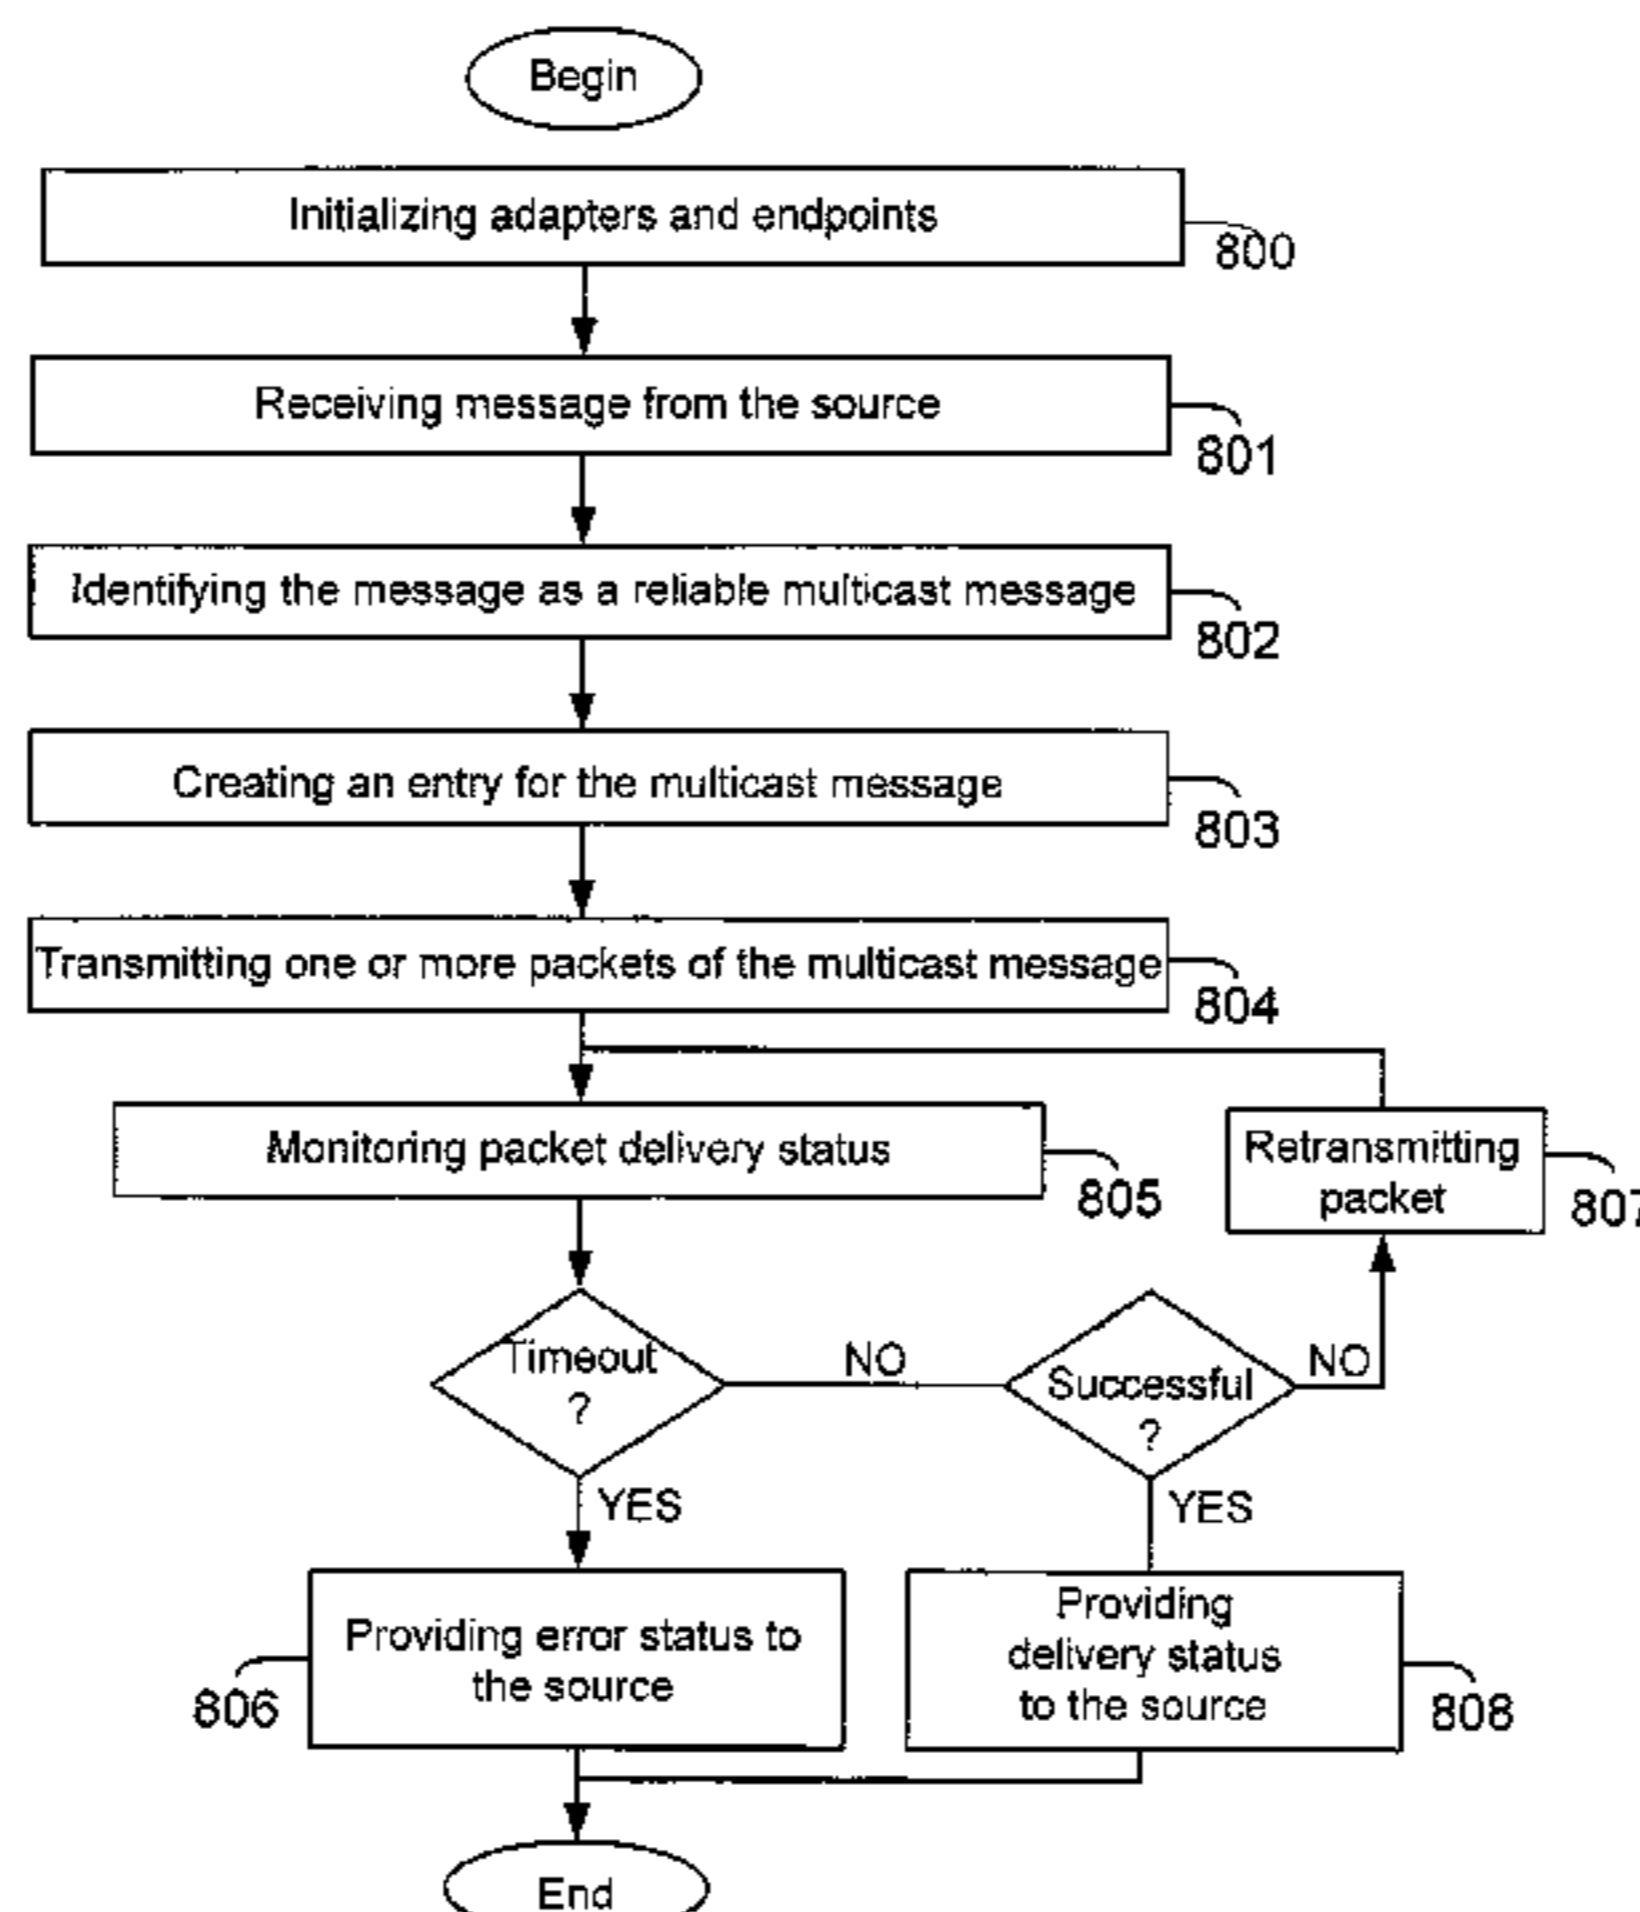 Begin
Initializing adapters and endpoints
800
Receiving message from the source
801
Identifying the message as a reliable multicast message
802
Creating an entry for the multicast message
803
Transmitting one or more packets of the multicast message
804
Monitoring packet delivery status
805
Retransmitting
packet
807
Timeout
?
NO
Successful
?
NO
YES
YES
Providing error status to
the source
806
Providing
delivery status
to the source
808
End